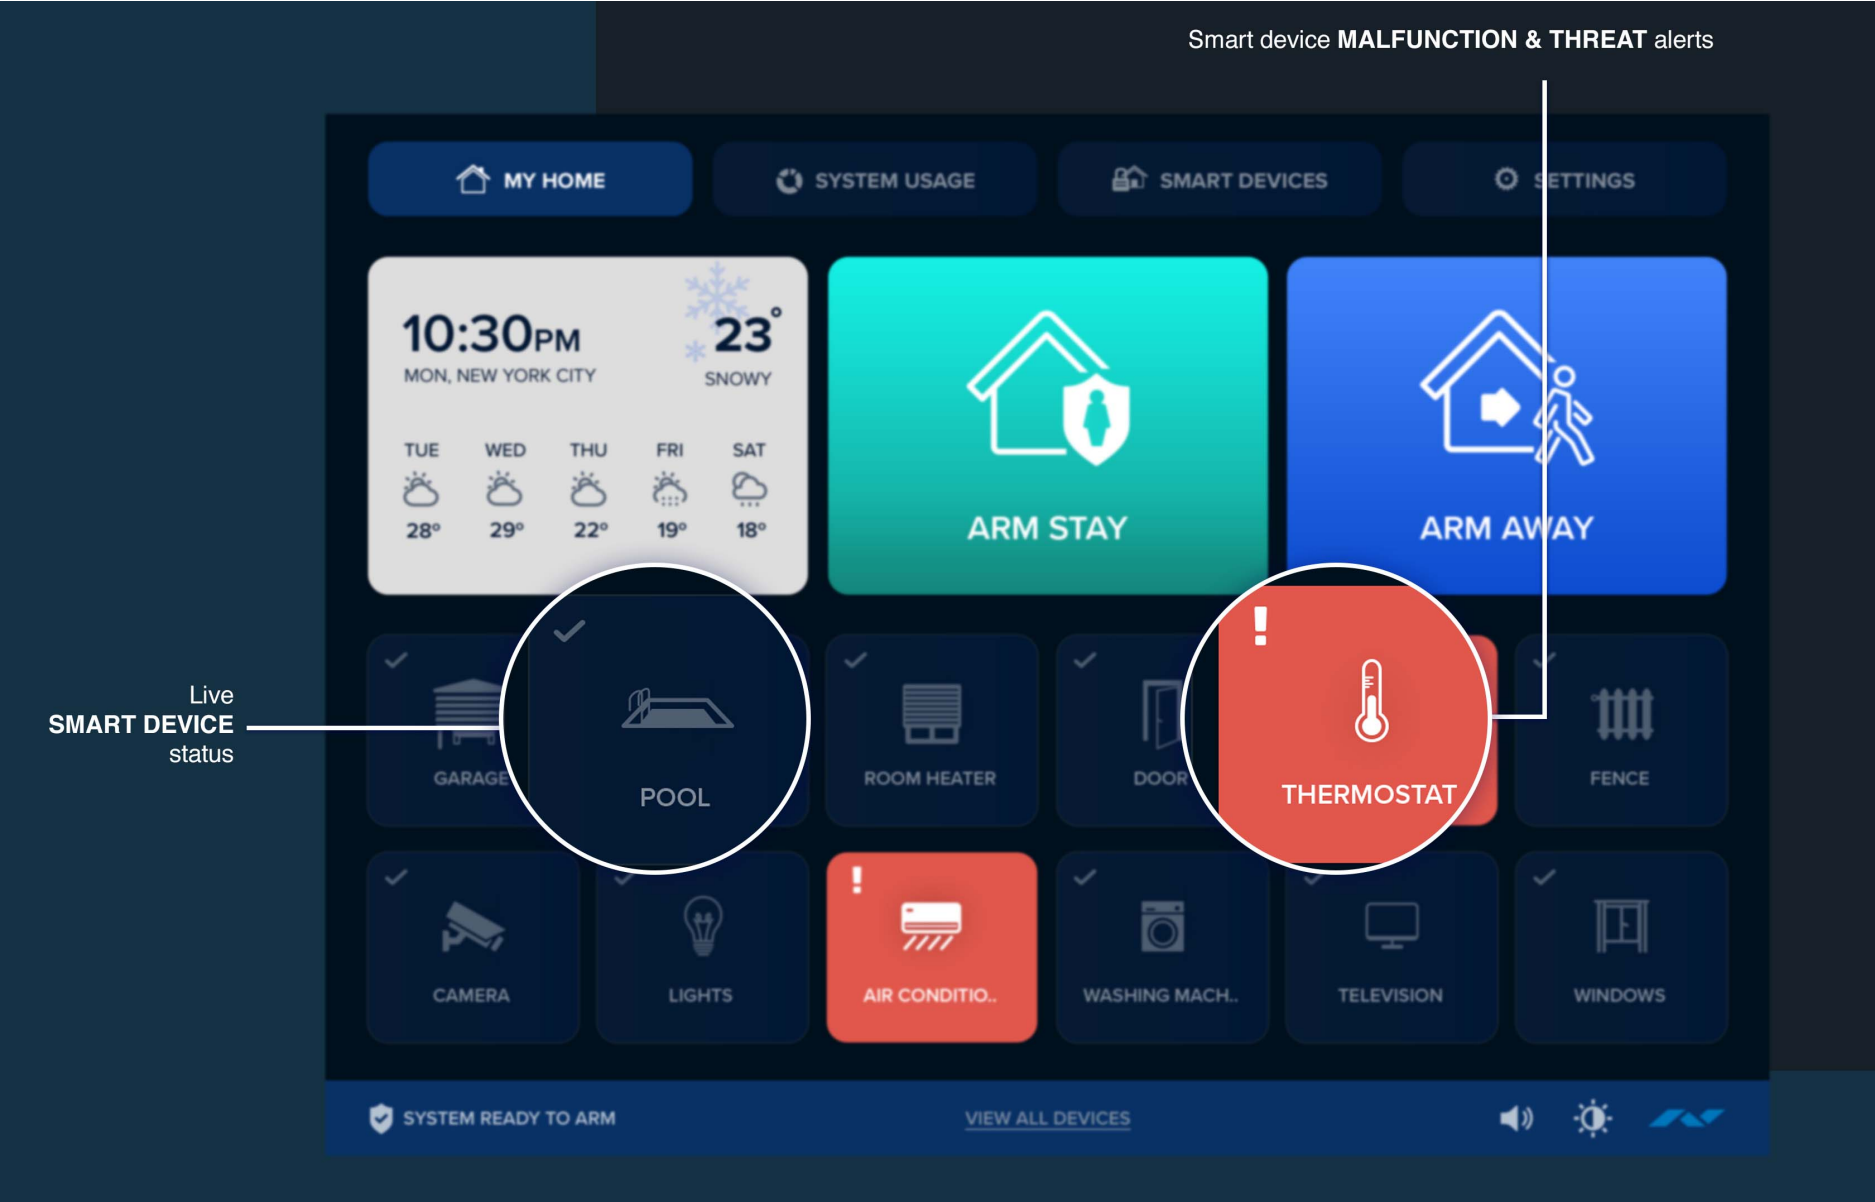 Smart device MALFUNCTION & THREAT alerts
MY HOME
SYSTEM USAGE
SMART DEVICES
SETTINGS
10:30PM
MON, NEW YORK CITY
23°
SNOWY
TUE WED THU FRI SAT
28° 29° 22° 19° 18°
ARM STAY
ARM AWAY
Live
SMART DEVICE
status
GARAGE
POOL
ROOM HEATER
DOOR
THERMOSTAT
FENCE
CAMERA
LIGHTS
AIR CONDITIO..
WASHING MACH..
TELEVISION
WINDOWS
SYSTEM READY TO ARM
VIEW ALL DEVICES